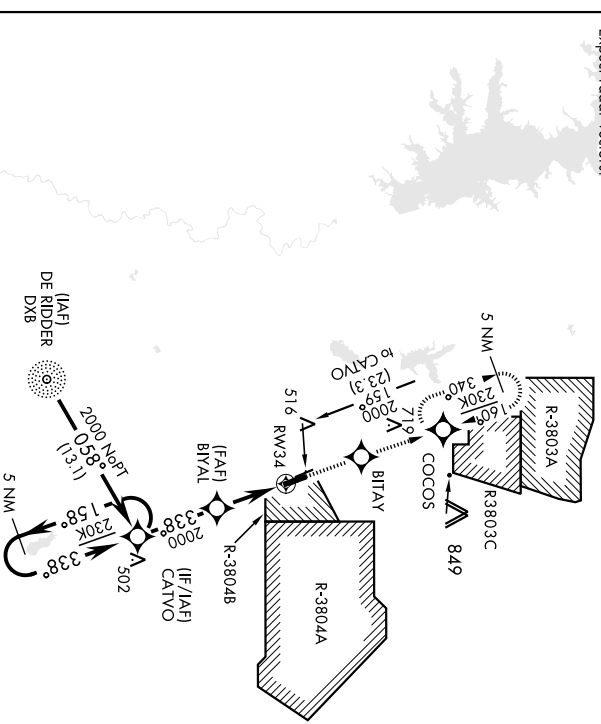 R-3803A
5 NM
340°
230K
160°
R3803C
849
COCOS
719
to CATVO
(23.3)
159°
2000
BITAY
516
RW34
R-3804A
R-3804B
(FAF)
BIYAL
338°
2000
(IF/IAF)
CATVO
502
(IAF)
DE RIDDER
DXB
2000 NoPT
058°
(13.1)
158°
230K
338°
5 NM